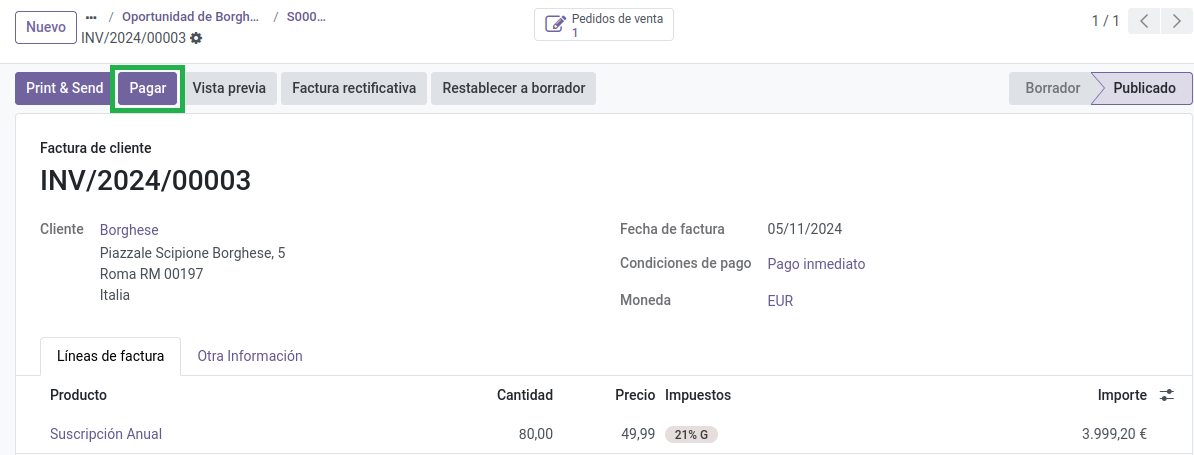 Nuevo
... / Oportunidad de Borgh... / S000...
INV/2024/00003
Pedidos de venta
1
1 / 1
Print & Send Pagar Vista previa Factura rectificativa Restablecer a borrador Borrador Publicado
Factura de cliente
INV/2024/00003
Cliente Borghese
Piazzale Scipione Borghese, 5
Roma RM 00197
Italia
Fecha de factura 05/11/2024
Condiciones de pago Pago inmediato
Moneda EUR
Líneas de factura Otra Información
Producto Cantidad Precio Impuestos Importe
Suscripción Anual 80,00 49,99 21% G 3.999,20 €